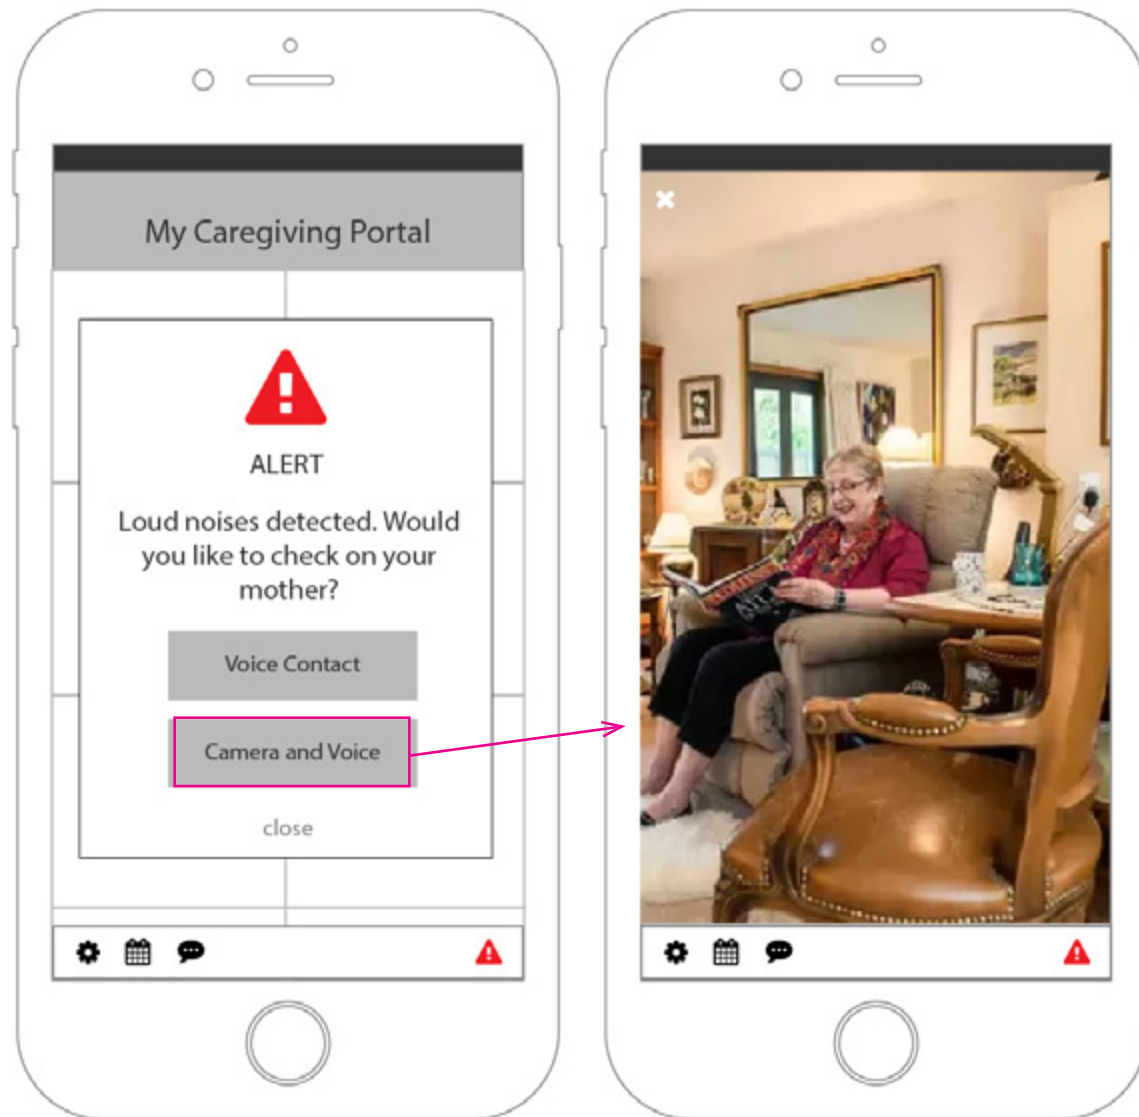 My Caregiving Portal
ALERT
Loud noises detected. Would
you like to check on your
mother?
Voice Contact
Camera and Voice
close